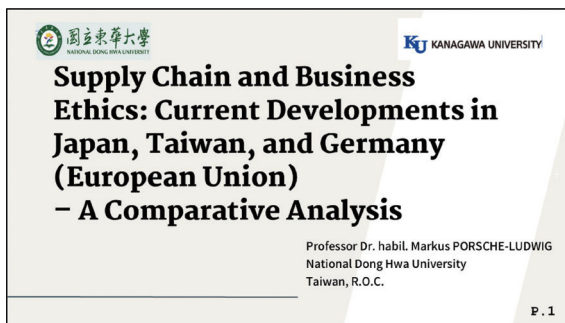 國立東華大學
NATIONAL DONG HWA UNIVERSITY
KU KANAGAWA UNIVERSITY
Supply Chain and Business
Ethics: Current Developments in
Japan, Taiwan, and Germany
(European Union)
– A Comparative Analysis
Professor Dr. habil. Markus PORSCHE-LUDWIG
National Dong Hwa University
Taiwan, R.O.C.
P.1